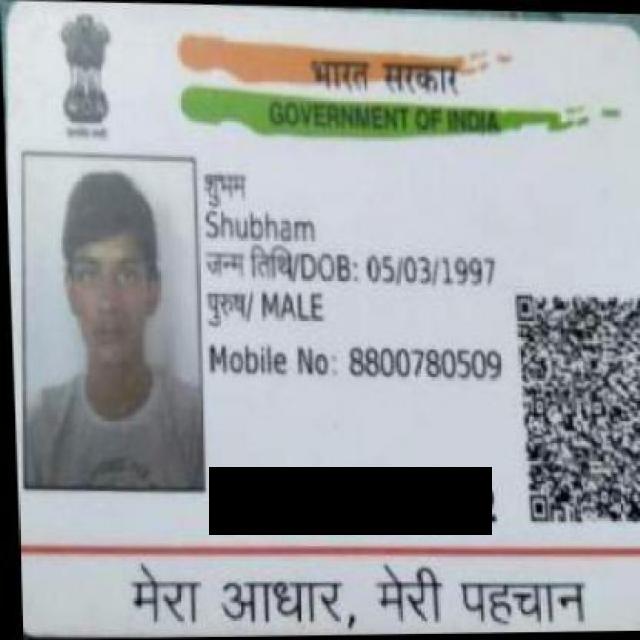 भारत सरकार
GOVERNMENT OF INDIA
शुभम
Shubham
जन्म तिथि/DOB: 05/03/1997
पुरुष/ MALE
Mobile No: 8800780509
मेरा आधार, मेरी पहचान